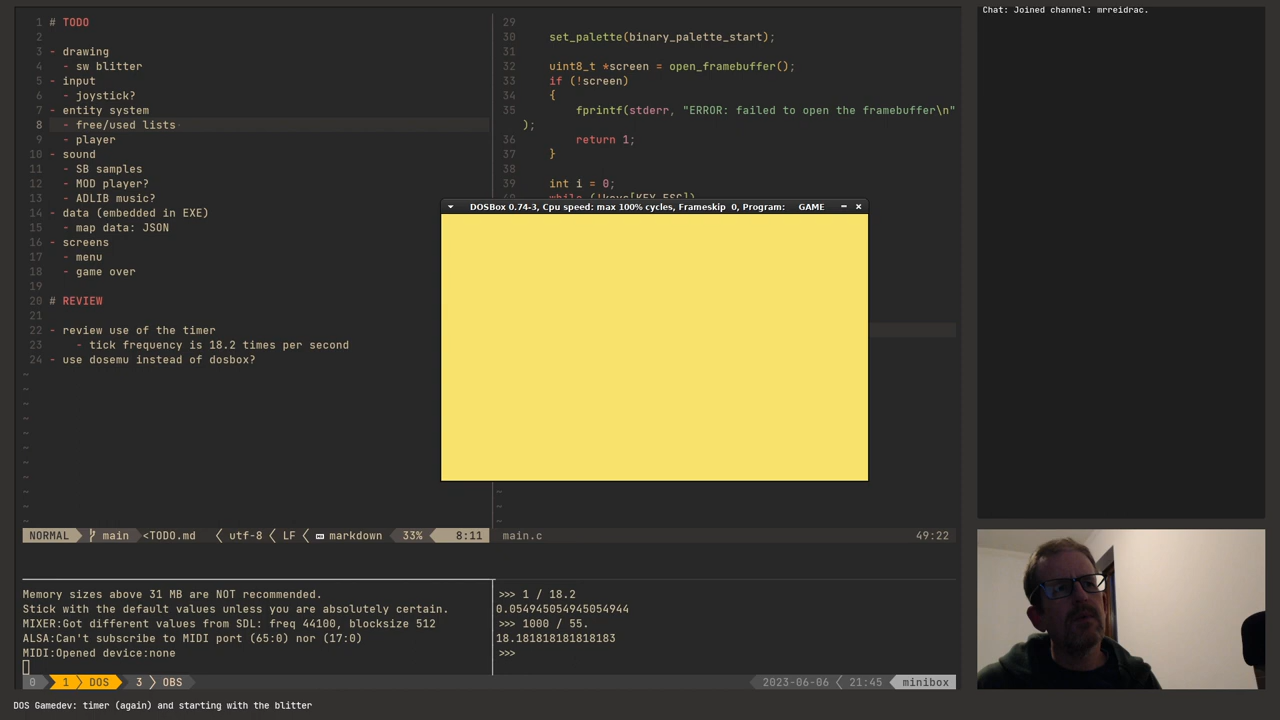 Chat: Joined channel: mrreidrac.
1 # TODO
2
3 - drawing
4   - sw blitter
5 - input
6   - joystick?
7 - entity system
8   - free/used lists
9   - player
10 - sound
11   - SB samples
12   - MOD player?
13   - ADLIB music?
14 - data (embedded in EXE)
15   - map data: JSON
16 - screens
17   - menu
18   - game over
19
20 # REVIEW
21
22 - review use of the timer
23     - tick frequency is 18.2 times per second
24 - use dosemu instead of dosbox?
~
~
~
~
~
~
~
~
~
~
~
29
30     set_palette(binary_palette_start);
31
32     uint8_t *screen = open_framebuffer();
33     if (!screen)
34     {
35         fprintf(stderr, "ERROR: failed to open the framebuffer\n"
);
36         return 1;
37     }
38
39     int i = 0;
DOSBox 0.74-3, Cpu speed: max 100% cycles, Frameskip 0, Program: GAME
~
~
~
NORMAL main <TODO.md utf-8 LF markdown 33% 8:11
main.c 49:22
Memory sizes above 31 MB are NOT recommended.
Stick with the default values unless you are absolutely certain.
MIXER:Got different values from SDL: freq 44100, blocksize 512
ALSA:Can't subscribe to MIDI port (65:0) nor (17:0)
MIDI:Opened device:none
>>> 1 / 18.2
0.054945054945054944
>>> 1000 / 55.
18.181818181818183
>>>
0 1 DOS 3 OBS 2023-06-06 21:45 minibox
DOS Gamedev: timer (again) and starting with the blitter